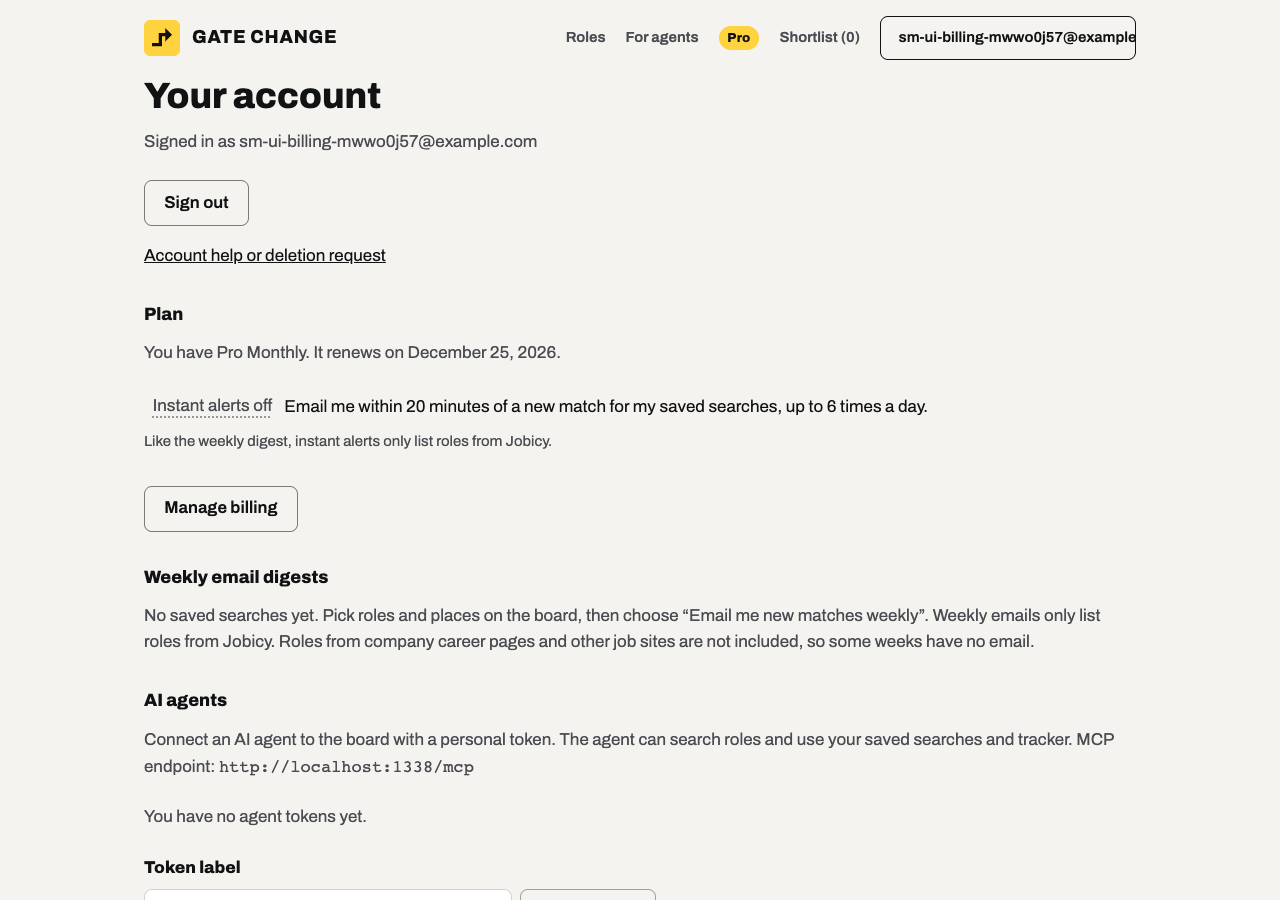 GATE CHANGE
Roles
For agents
Pro
Shortlist (0)
sm-ui-billing-mwwo0j57@example
Your account
Signed in as sm-ui-billing-mwwo0j57@example.com
Sign out
Account help or deletion request
Plan
You have Pro Monthly. It renews on December 25, 2026.
Instant alerts off
Email me within 20 minutes of a new match for my saved searches, up to 6 times a day.
Like the weekly digest, instant alerts only list roles from Jobicy.
Manage billing
Weekly email digests
No saved searches yet. Pick roles and places on the board, then choose “Email me new matches weekly”. Weekly emails only list
roles from Jobicy. Roles from company career pages and other job sites are not included, so some weeks have no email.
AI agents
Connect an AI agent to the board with a personal token. The agent can search roles and use your saved searches and tracker. MCP
endpoint: http://localhost:1338/mcp
You have no agent tokens yet.
Token label